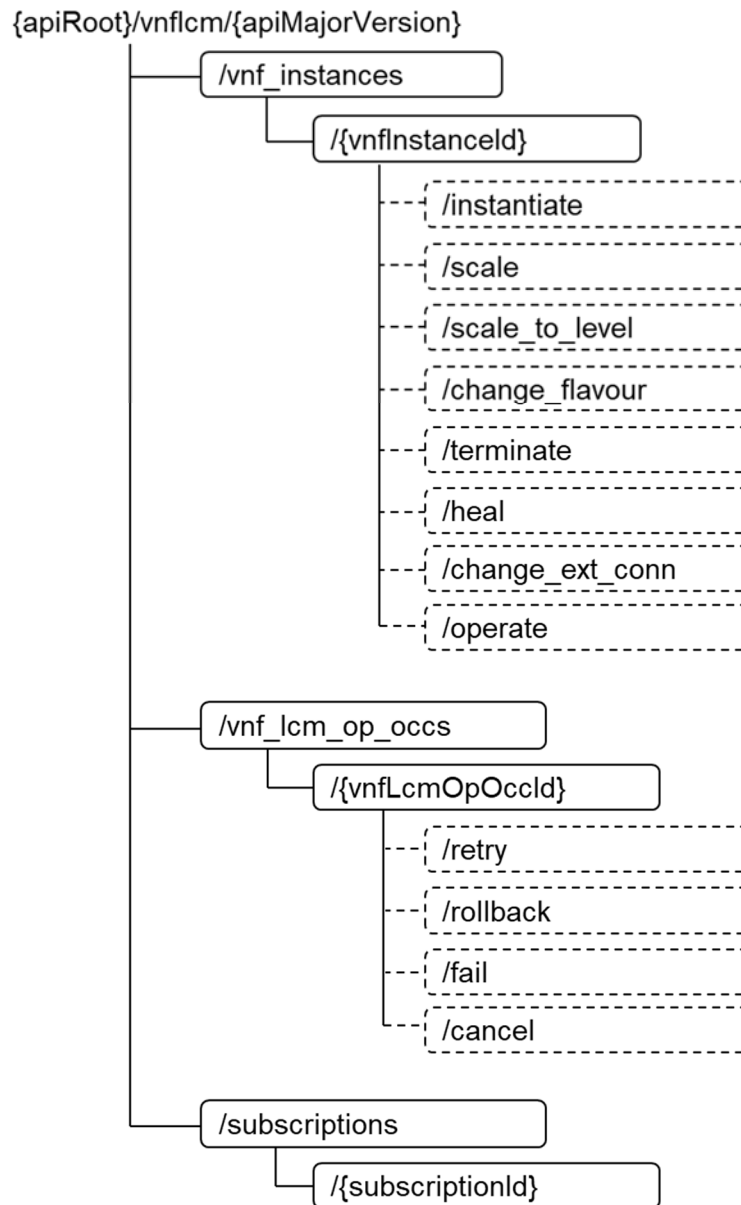 {apiRoot}/vnflcm/{apiMajorVersion}
/vnf_instances
/{vnfInstanceId}
/instantiate
/scale
/scale_to_level
/change_flavour
/terminate
/heal
/change_ext_conn
/operate
/vnf_lcm_op_occs
/{vnfLcmOpOccId}
/retry
/rollback
/fail
/cancel
/subscriptions
/{subscriptionId}